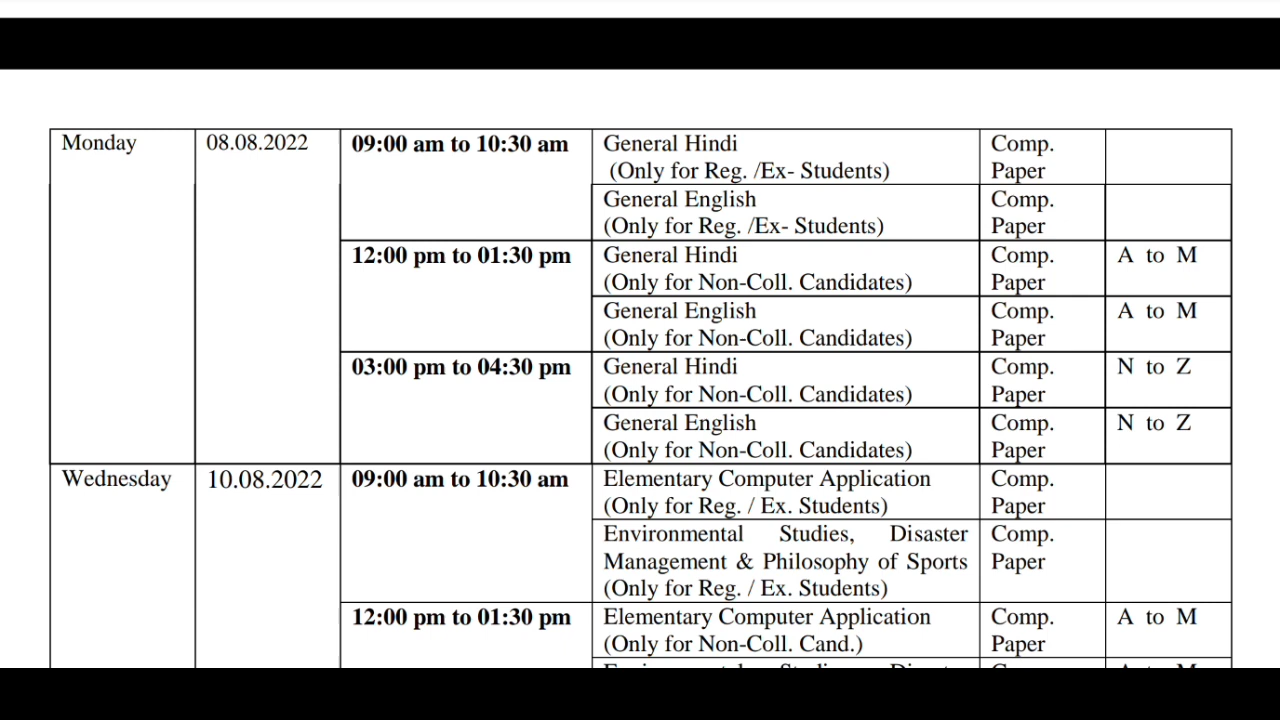 Monday 08.08.2022 09:00 am to 10:30 am General Hindi Comp.
(Only for Reg. /Ex- Students) Paper
General English Comp.
(Only for Reg. /Ex- Students) Paper
12:00 pm to 01:30 pm General Hindi Comp. A to M
(Only for Non-Coll. Candidates) Paper
General English Comp. A to M
(Only for Non-Coll. Candidates) Paper
03:00 pm to 04:30 pm General Hindi Comp. N to Z
(Only for Non-Coll. Candidates) Paper
General English Comp. N to Z
(Only for Non-Coll. Candidates) Paper
Wednesday 10.08.2022 09:00 am to 10:30 am Elementary Computer Application Comp.
(Only for Reg. / Ex. Students) Paper
Environmental Studies, Disaster Comp.
Management & Philosophy of Sports Paper
(Only for Reg. / Ex. Students)
12:00 pm to 01:30 pm Elementary Computer Application Comp. A to M
(Only for Non-Coll. Cand.) Paper